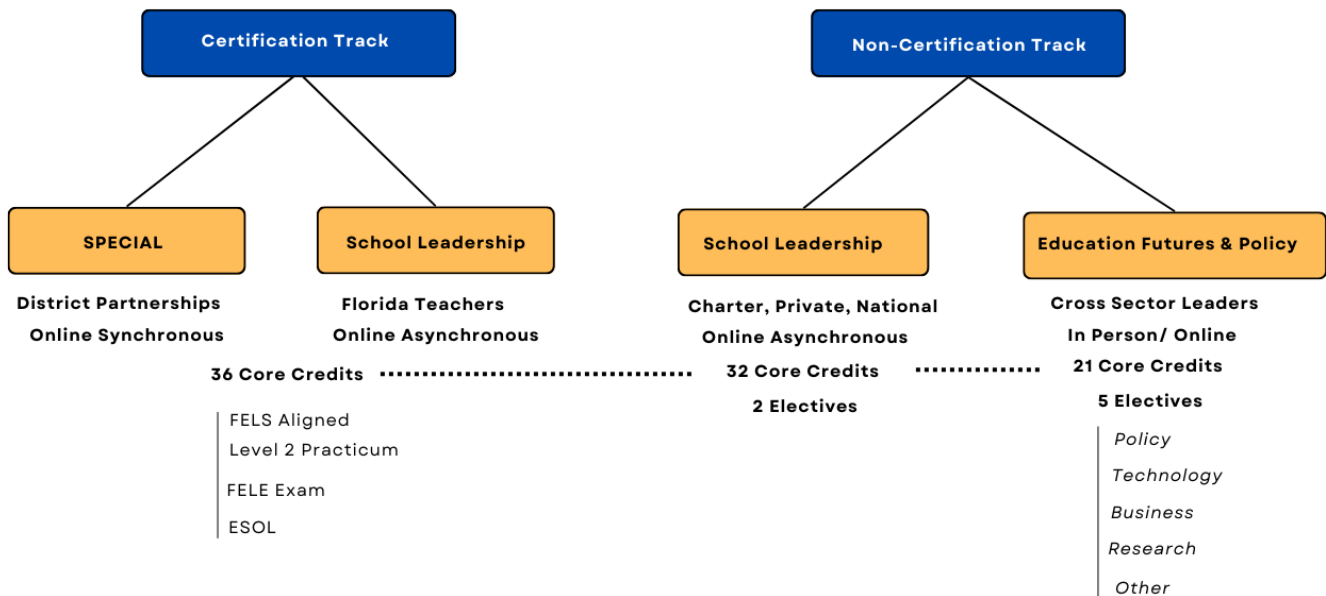 Certification Track
Non-Certification Track
SPECIAL
School Leadership
School Leadership
Education Futures & Policy
District Partnerships
Online Synchronous
Florida Teachers
Online Asynchronous
Charter, Private, National
Online Asynchronous
Cross Sector Leaders
In Person/ Online
36 Core Credits
32 Core Credits
2 Electives
21 Core Credits
5 Electives
FELS Aligned
Level 2 Practicum
FELE Exam
ESOL
Policy
Technology
Business
Research
Other